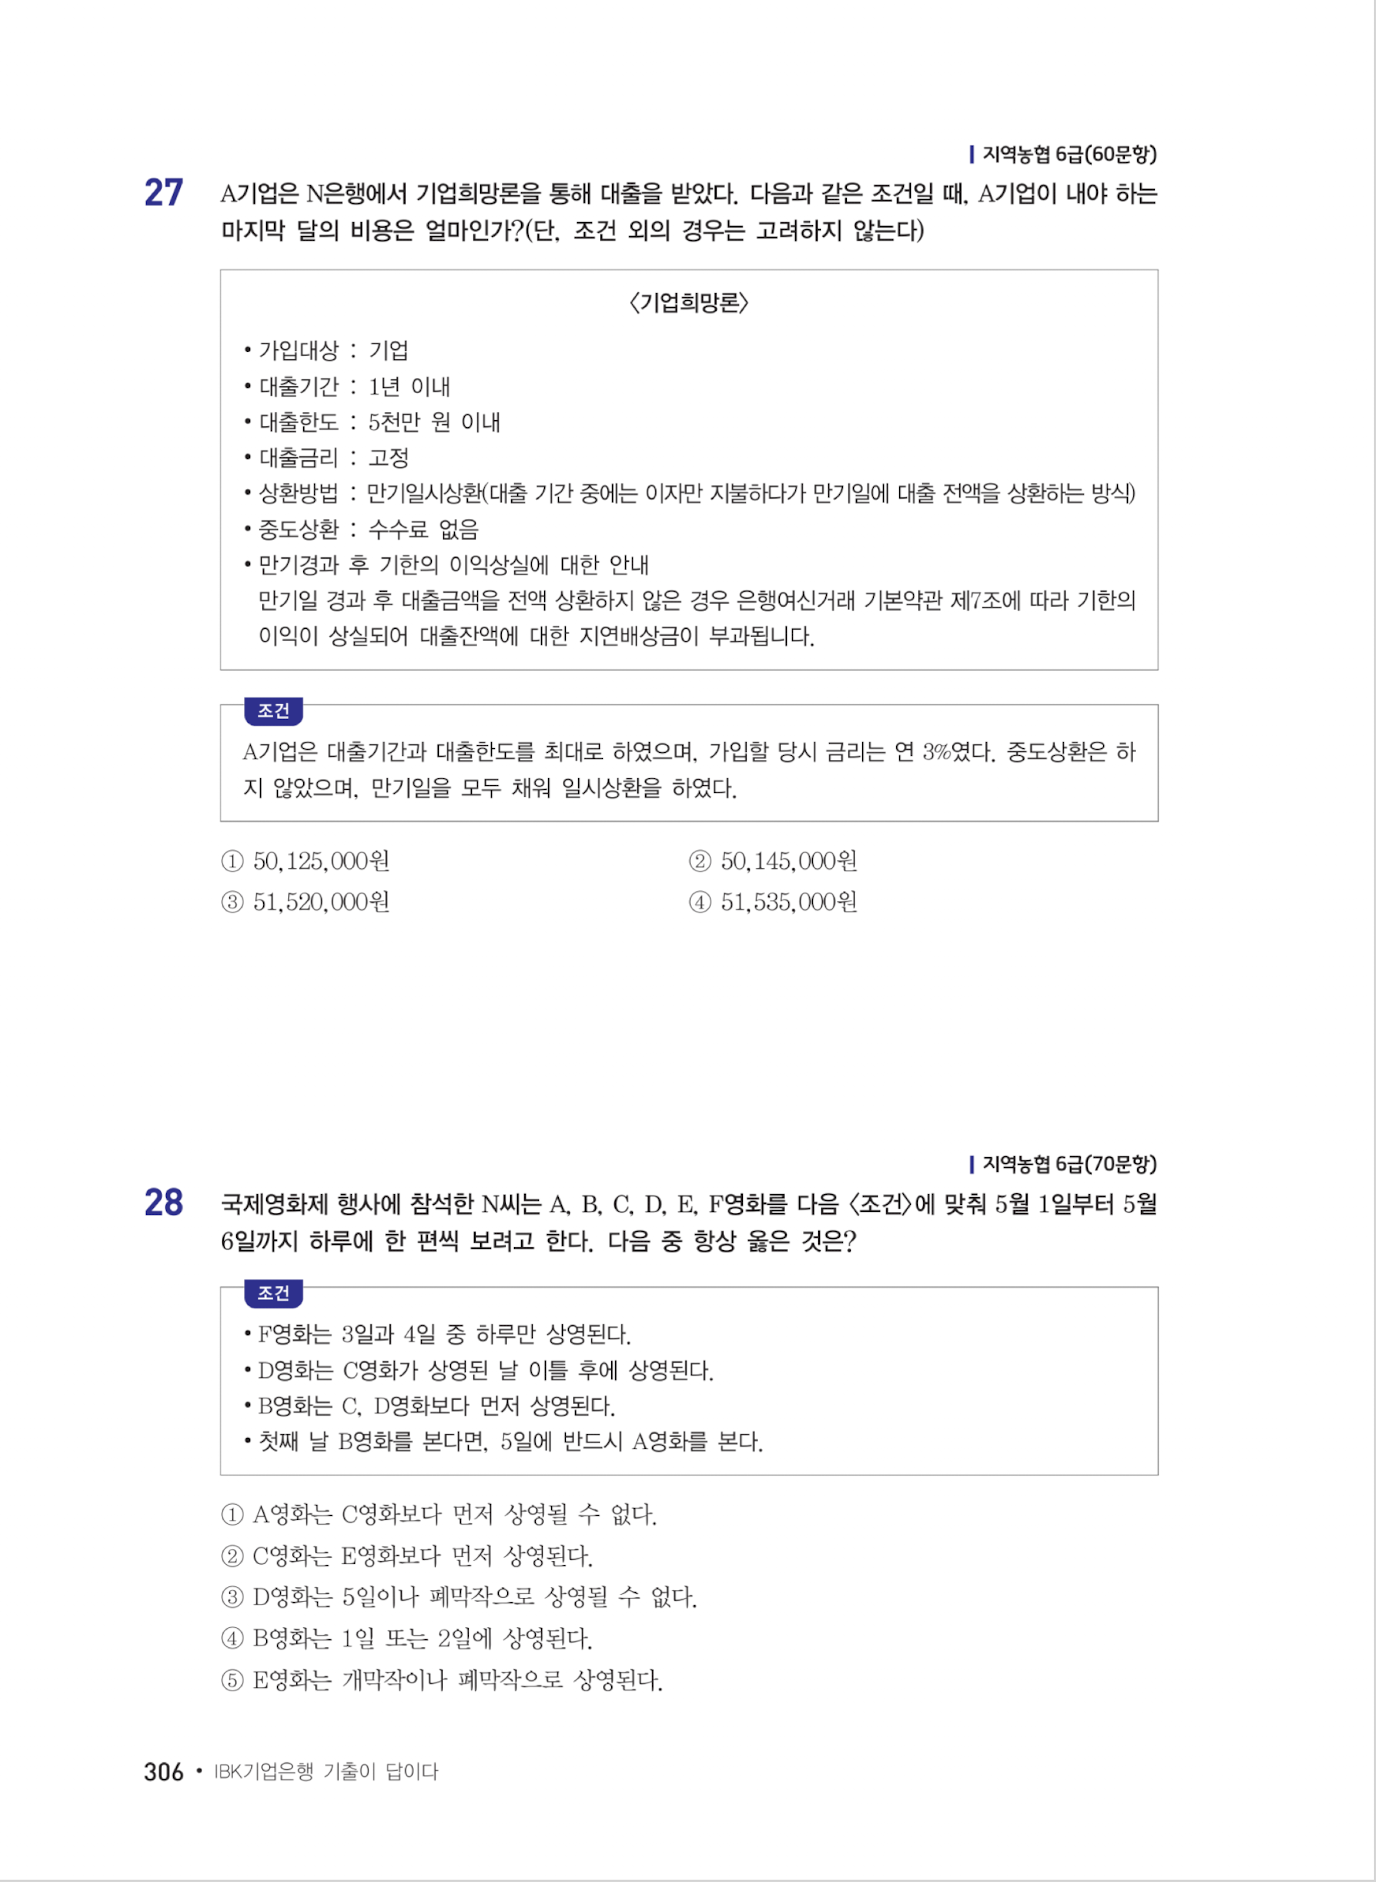 지역농협 6급(60문항)
27 A기업은 N은행에서 기업희망론을 통해 대출을 받았다. 다음과 같은 조건일 때, A기업이 내야 하는
마지막 달의 비용은 얼마인가?(단, 조건 외의 경우는 고려하지 않는다)
〈기업희망론〉
• 가입대상 : 기업
• 대출기간 : 1년 이내
• 대출한도 : 5천만 원 이내
• 대출금리 : 고정
• 상환방법 : 만기일시상환(대출 기간 중에는 이자만 지불하다가 만기일에 대출 전액을 상환하는 방식)
• 중도상환 : 수수료 없음
• 만기경과 후 기한의 이익상실에 대한 안내
만기일 경과 후 대출금액을 전액 상환하지 않은 경우 은행여신거래 기본약관 제7조에 따라 기한의
이익이 상실되어 대출잔액에 대한 지연배상금이 부과됩니다.
조건
A기업은 대출기간과 대출한도를 최대로 하였으며, 가입할 당시 금리는 연 3%였다. 중도상환은 하
지 않았으며, 만기일을 모두 채워 일시상환을 하였다.
① 50,125,000원 ② 50,145,000원
③ 51,520,000원 ④ 51,535,000원
지역농협 6급(70문항)
28 국제영화제 행사에 참석한 N씨는 A, B, C, D, E, F영화를 다음 〈조건〉에 맞춰 5월 1일부터 5월
6일까지 하루에 한 편씩 보려고 한다. 다음 중 항상 옳은 것은?
조건
• F영화는 3일과 4일 중 하루만 상영된다.
• D영화는 C영화가 상영된 날 이틀 후에 상영된다.
• B영화는 C, D영화보다 먼저 상영된다.
• 첫째 날 B영화를 본다면, 5일에 반드시 A영화를 본다.
① A영화는 C영화보다 먼저 상영될 수 없다.
② C영화는 E영화보다 먼저 상영된다.
③ D영화는 5일이나 폐막작으로 상영될 수 없다.
④ B영화는 1일 또는 2일에 상영된다.
⑤ E영화는 개막작이나 폐막작으로 상영된다.
306 • IBK기업은행 기출이 답이다